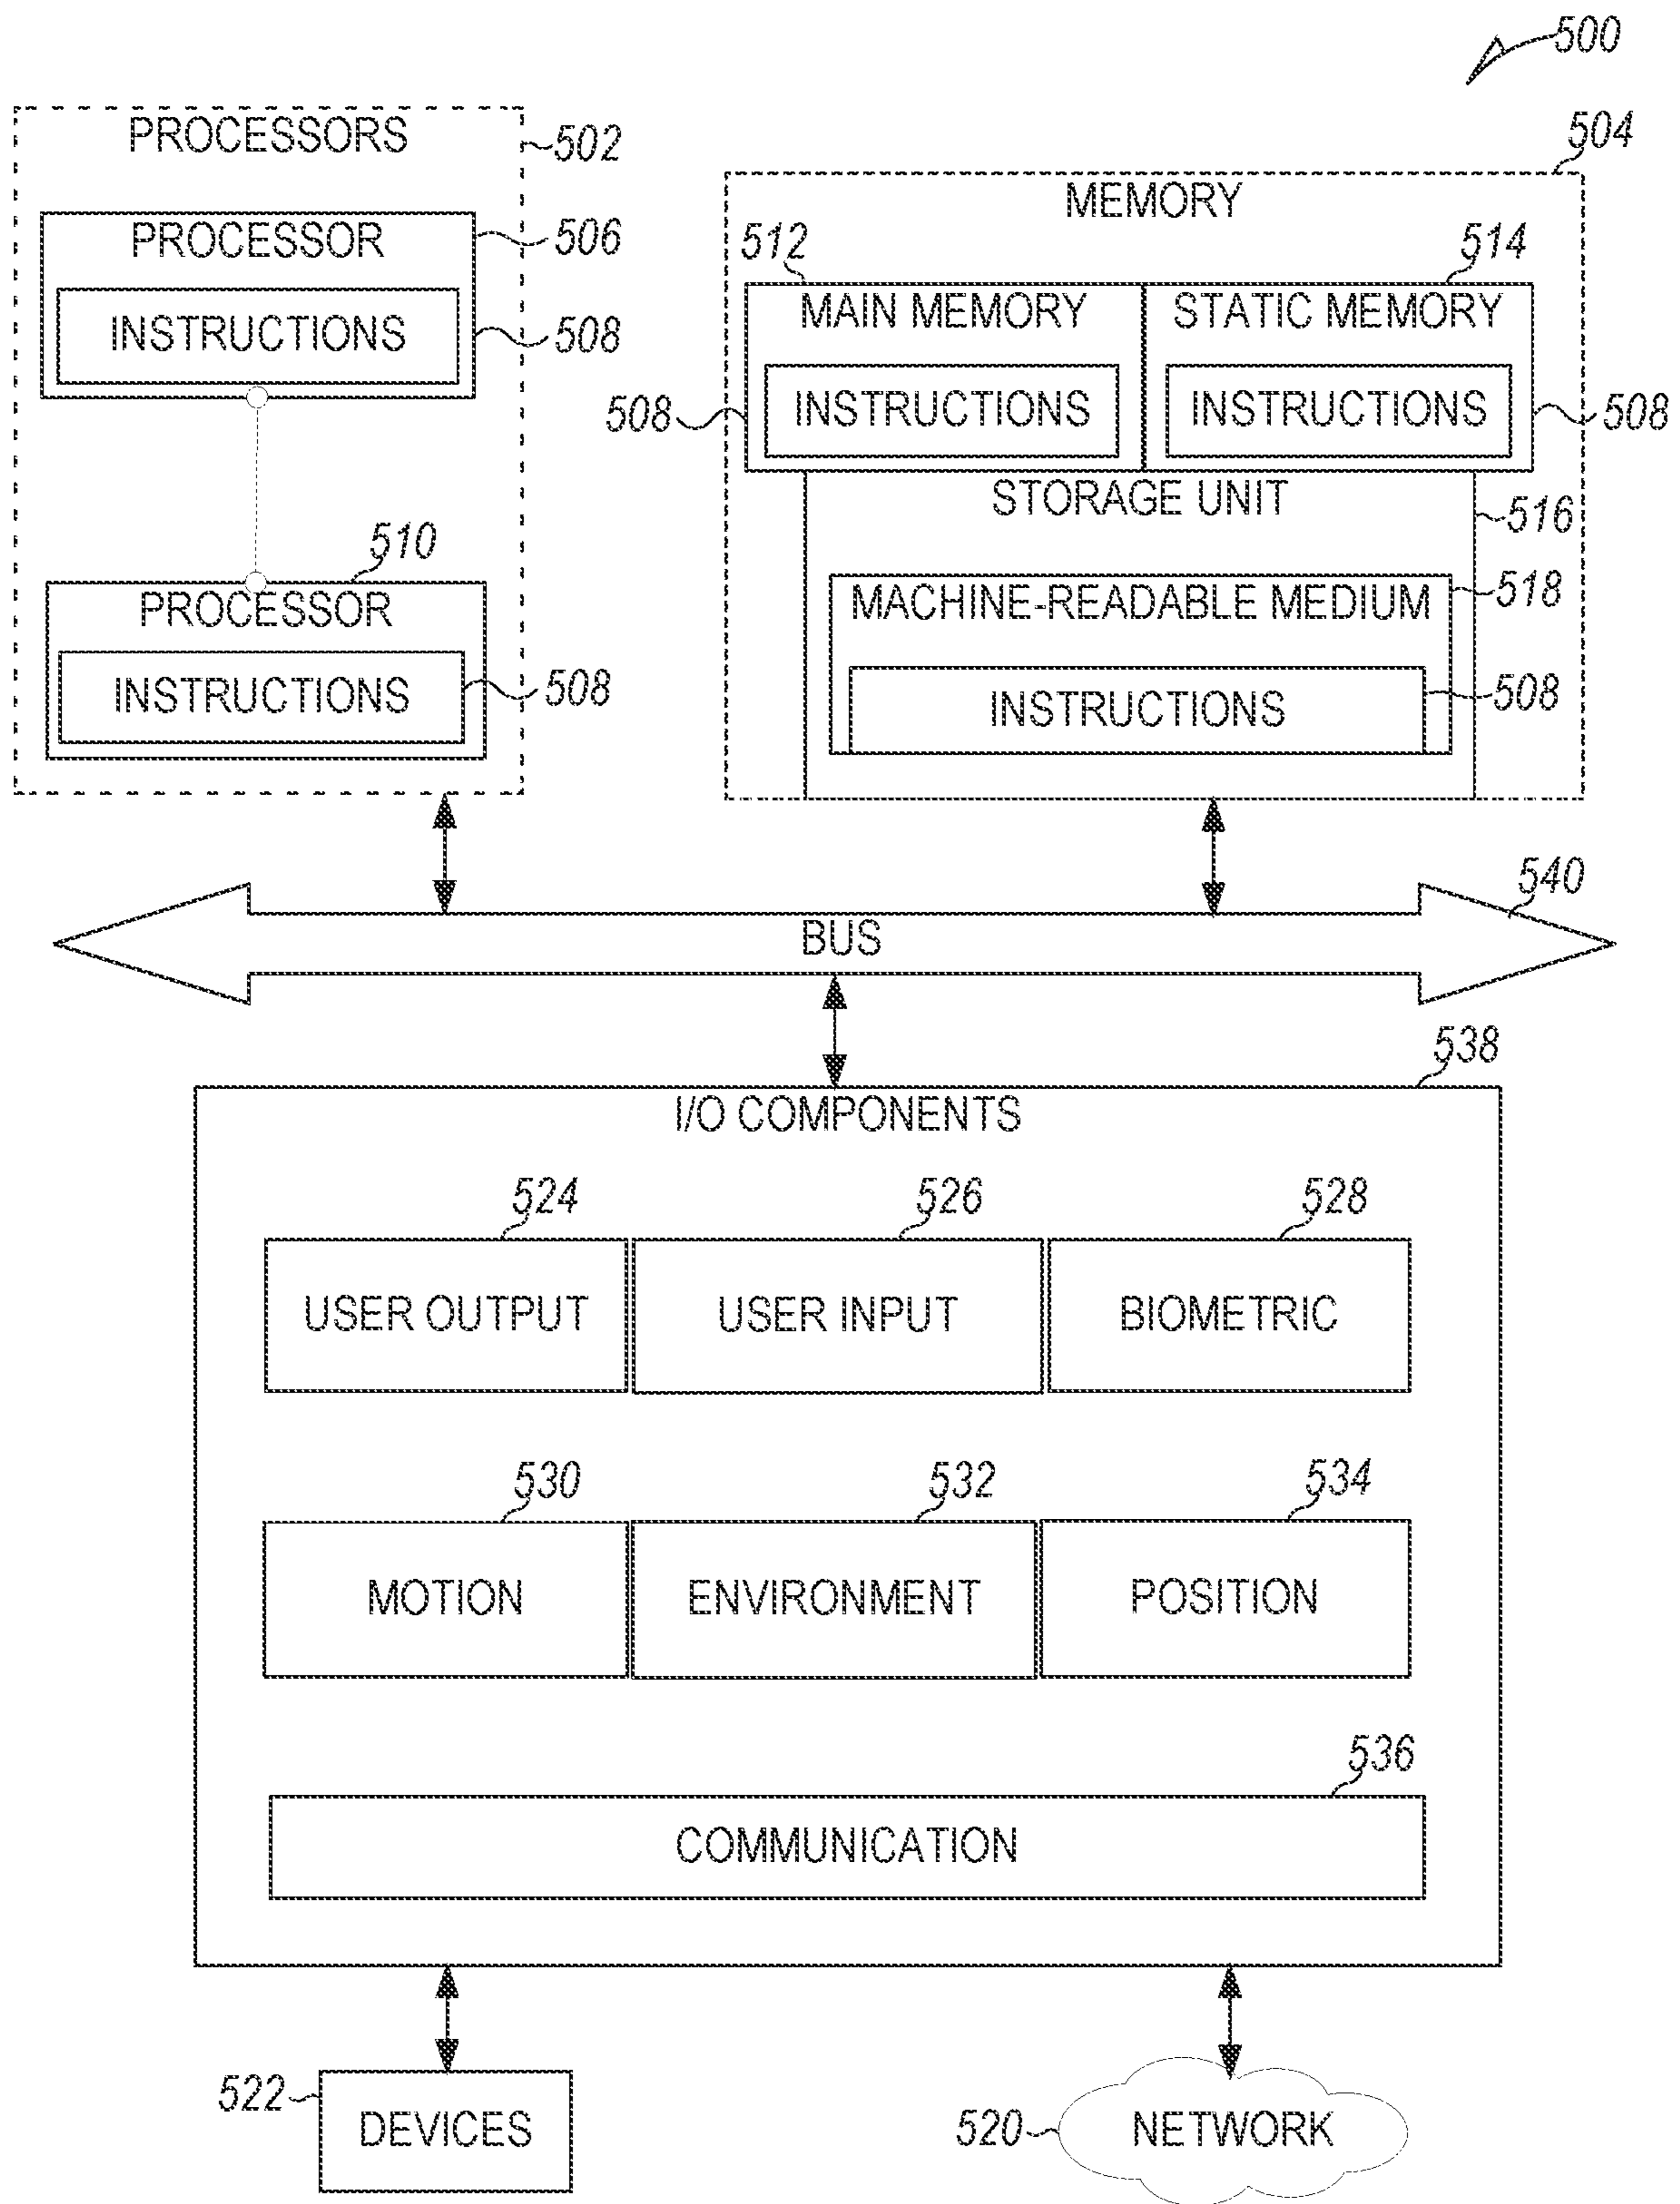 500
PROCESSORS
502
PROCESSOR
506
INSTRUCTIONS
508
510
PROCESSOR
INSTRUCTIONS
508
504
MEMORY
512
514
MAIN MEMORY
STATIC MEMORY
508
INSTRUCTIONS
INSTRUCTIONS
508
STORAGE UNIT
516
MACHINE-READABLE MEDIUM
518
INSTRUCTIONS
508
540
BUS
538
I/O COMPONENTS
524
526
528
USER OUTPUT
USER INPUT
BIOMETRIC
530
532
534
MOTION
ENVIRONMENT
POSITION
536
COMMUNICATION
522
DEVICES
520
NETWORK